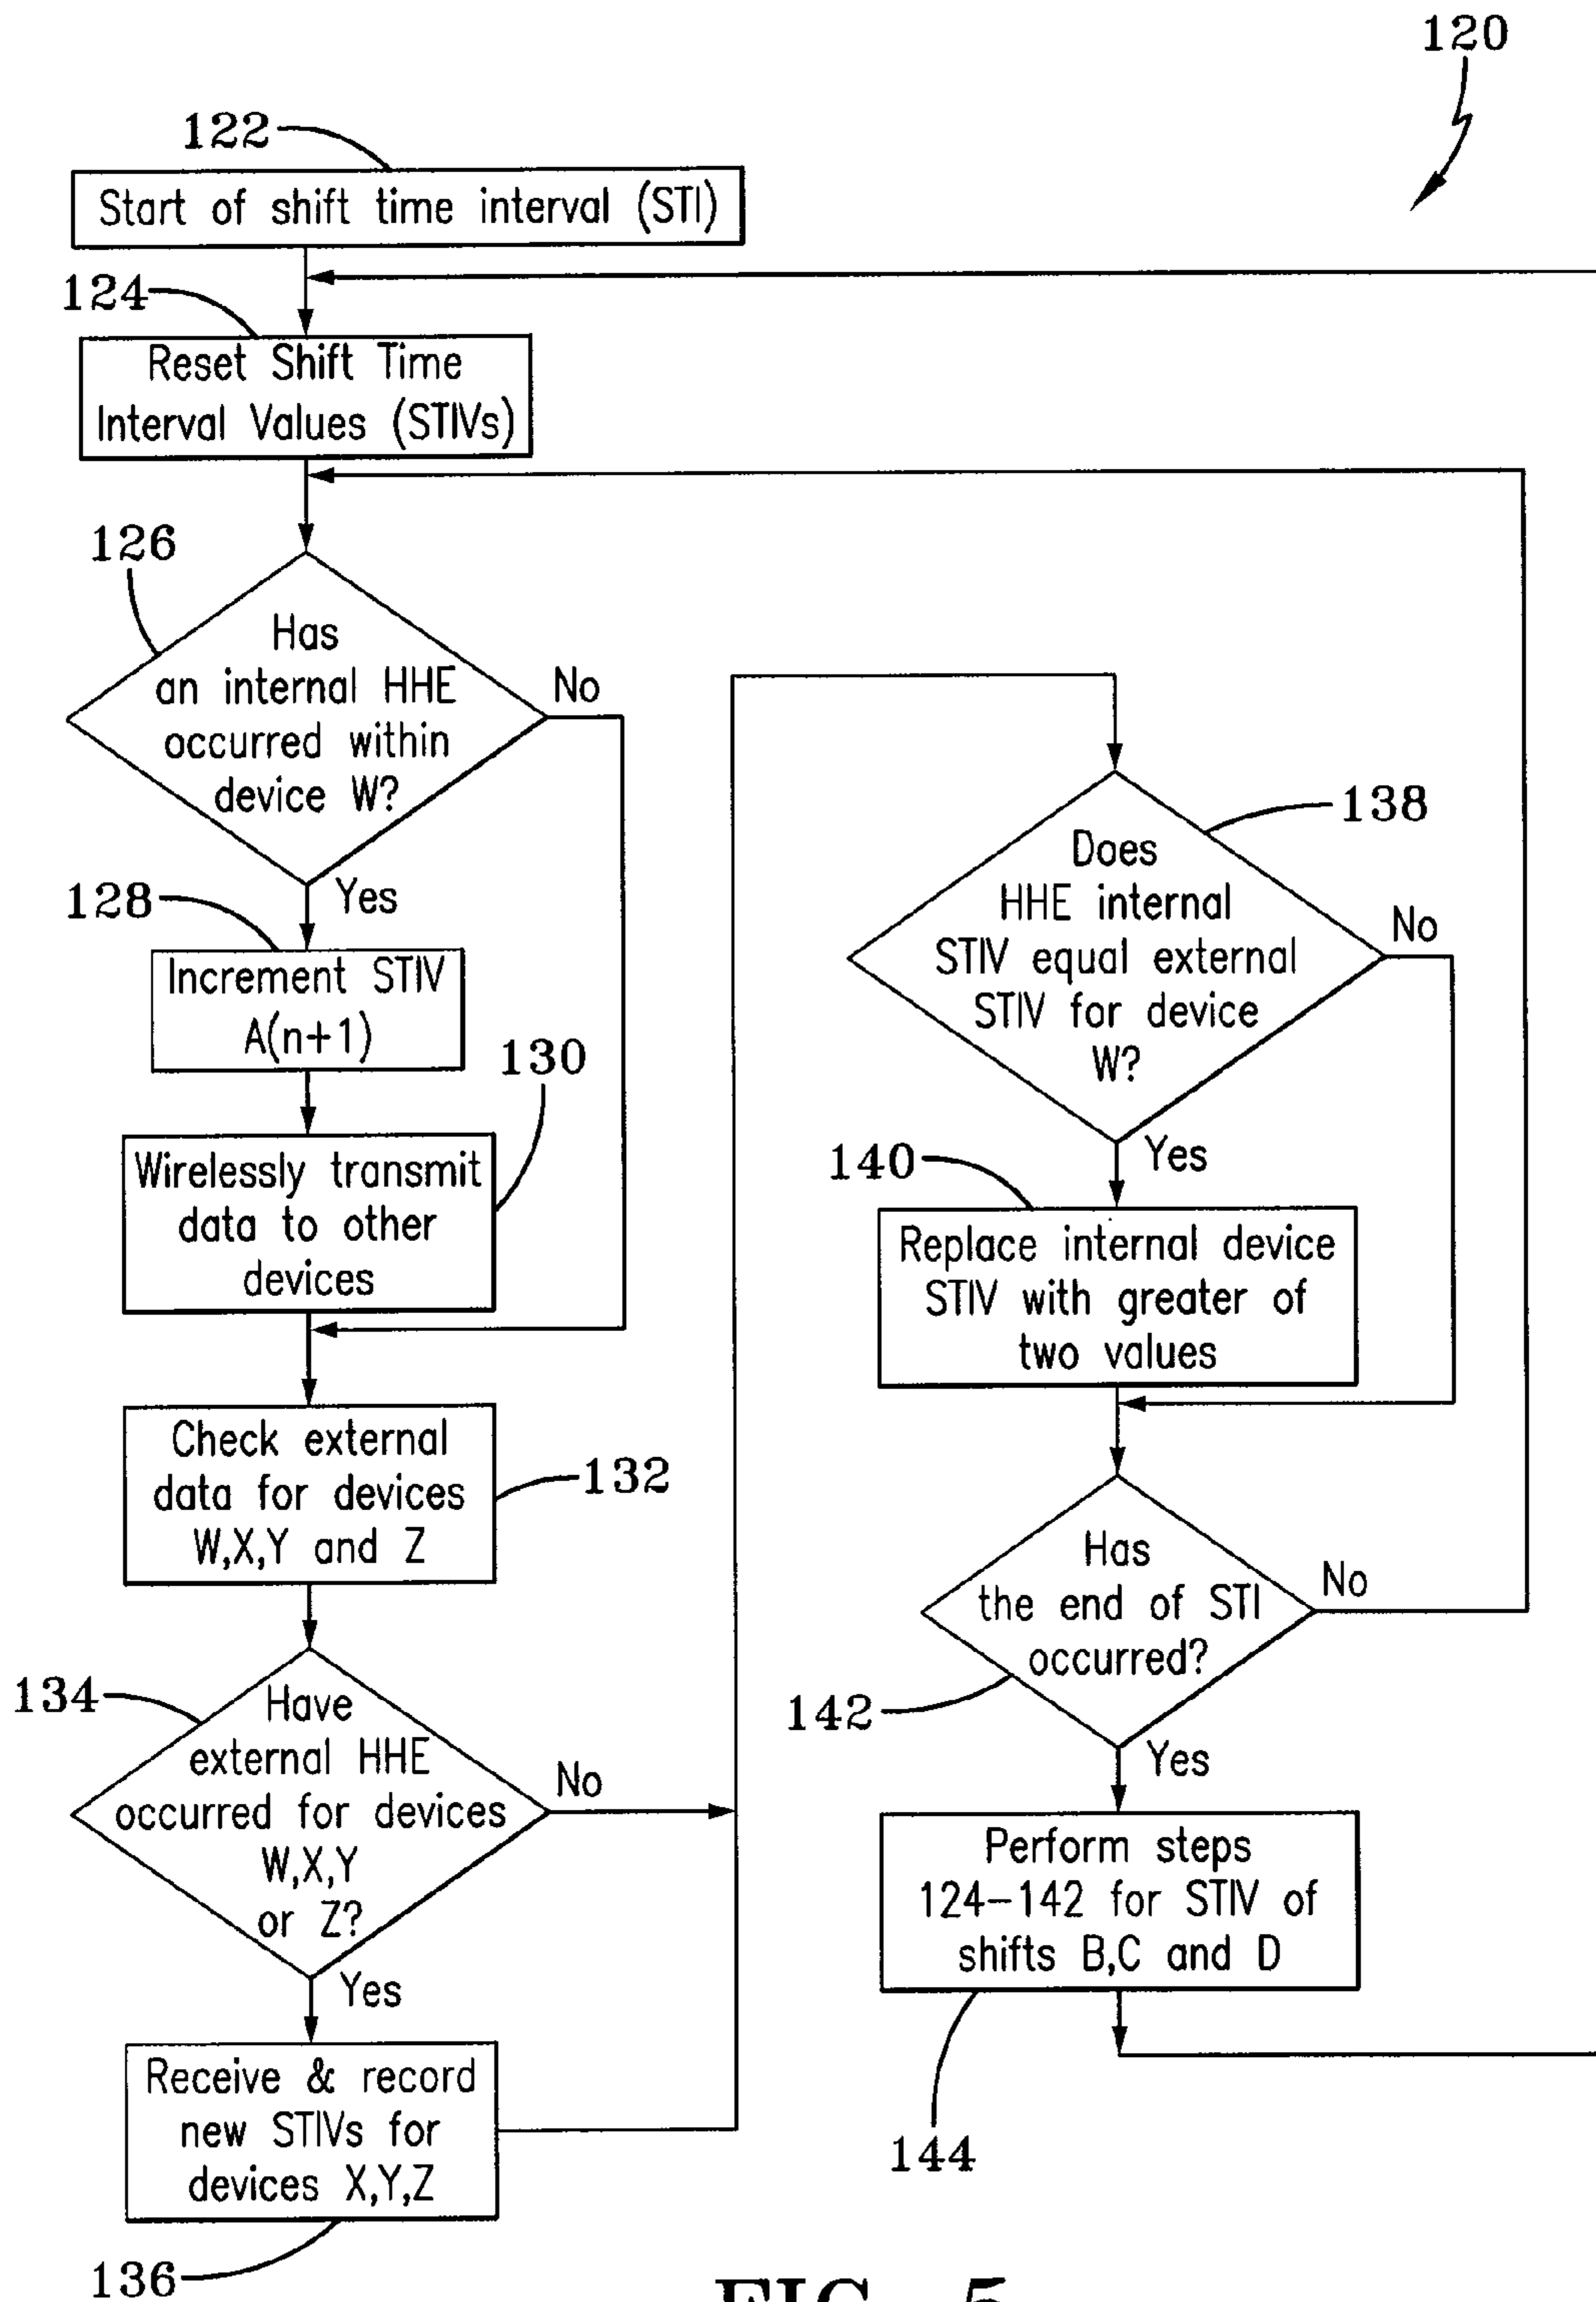 120
122
Start of shift time interval (STI)
124
Reset Shift Time
Interval Values (STIVs)
126
Has
an internal HHE
occurred within
device W?
No
Yes
128
Increment STIV
A(n+1)
130
Wirelessly transmit
data to other
devices
Check external
data for devices
W,X,Y and Z
132
134
Have
external HHE
occurred for devices
W,X,Y
or Z?
No
Yes
Receive & record
new STIVs for
devices X,Y,Z
136
138
Does
HHE internal
STIV equal external
STIV for device
W?
No
Yes
140
Replace internal device
STIV with greater of
two values
Has
the end of STI
occurred?
No
142
Yes
Perform steps
124-142 for STIV of
shifts B,C and D
144
FIG. 5